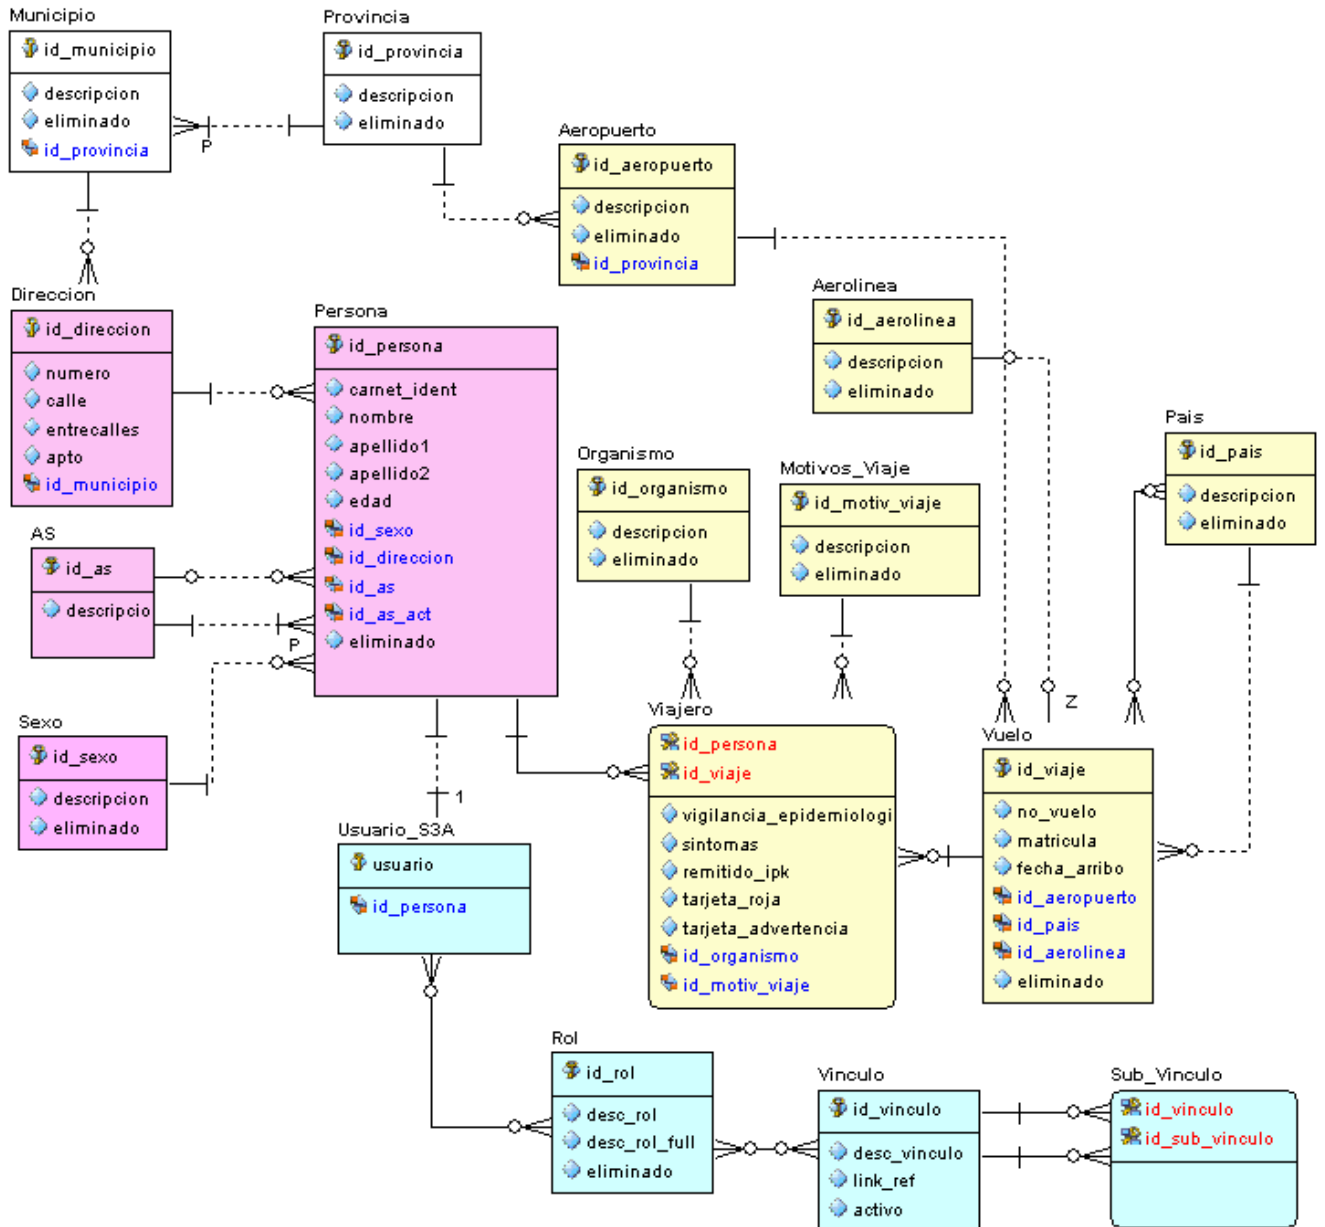 Municipio
id_municipio
descripcion
eliminado
id_provincia
Provincia
id_provincia
descripcion
eliminado
P
Aeropuerto
id_aeropuerto
descripcion
eliminado
id_provincia
Aerolinea
id_aerolinea
descripcion
eliminado
Direccion
id_direccion
numero
calle
entrecalles
apto
id_municipio
Persona
id_persona
carnet_ident
nombre
apellido1
apellido2
edad
id_sexo
id_direccion
id_as
id_as_act
eliminado
Organismo
id_organismo
descripcion
eliminado
Motivos_Viaje
id_motiv_viaje
descripcion
eliminado
Pais
id_pais
descripcion
eliminado
AS
id_as
descripcio
P
Sexo
id_sexo
descripcion
eliminado
1
Z
Usuario_S3A
usuario
id_persona
Viajero
id_persona
id_viaje
vigilancia_epidemiologi
sintomas
remitido_ipk
tarjeta_roja
tarjeta_advertencia
id_organismo
id_motiv_viaje
Vuelo
id_viaje
no_vuelo
matricula
fecha_arribo
id_aeropuerto
id_pais
id_aerolinea
eliminado
Rol
id_rol
desc_rol
desc_rol_full
eliminado
Vinculo
id_vinculo
desc_vinculo
link_ref
activo
Sub_Vinculo
id_vinculo
id_sub_vinculo